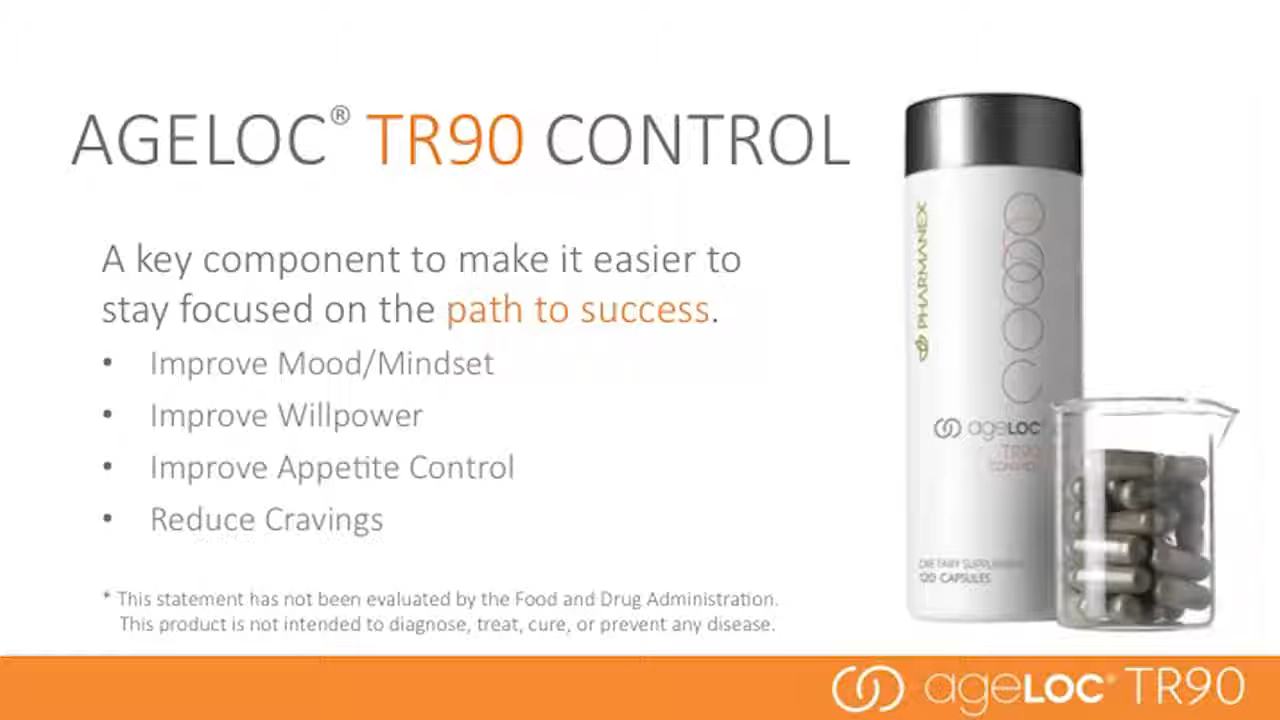 AGELOC® TR90 CONTROL
A key component to make it easier to
stay focused on the path to success.
• Improve Mood/Mindset
• Improve Willpower
• Improve Appetite Control
• Reduce Cravings
* This statement has not been evaluated by the Food and Drug Administration.
This product is not intended to diagnose, treat, cure, or prevent any disease.
PHARMANEX
ageLOC
TR90
CONTROL
DIETARY SUPPLEMENT
120 CAPSULES
ageLOC® TR90